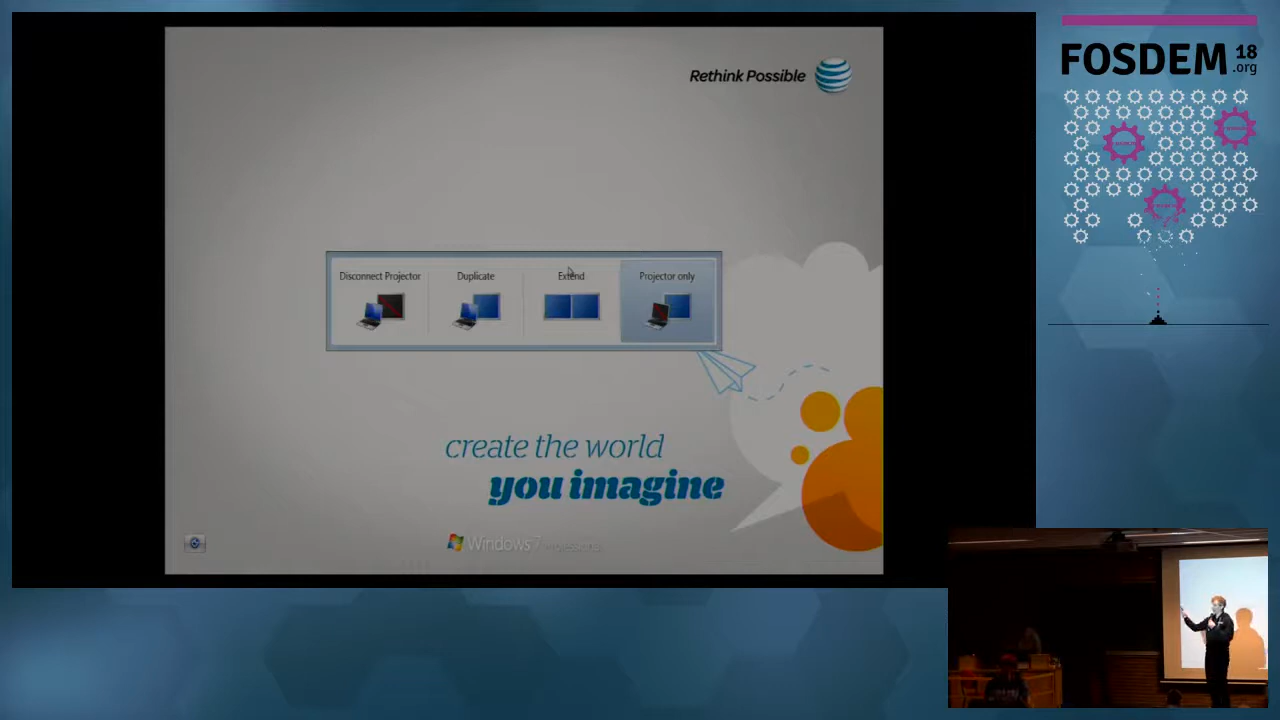 Rethink Possible
FOSDEM 18
.org
Disconnect Projector
Duplicate
Extend
Projector only
create the world
you imagine
Windows 7